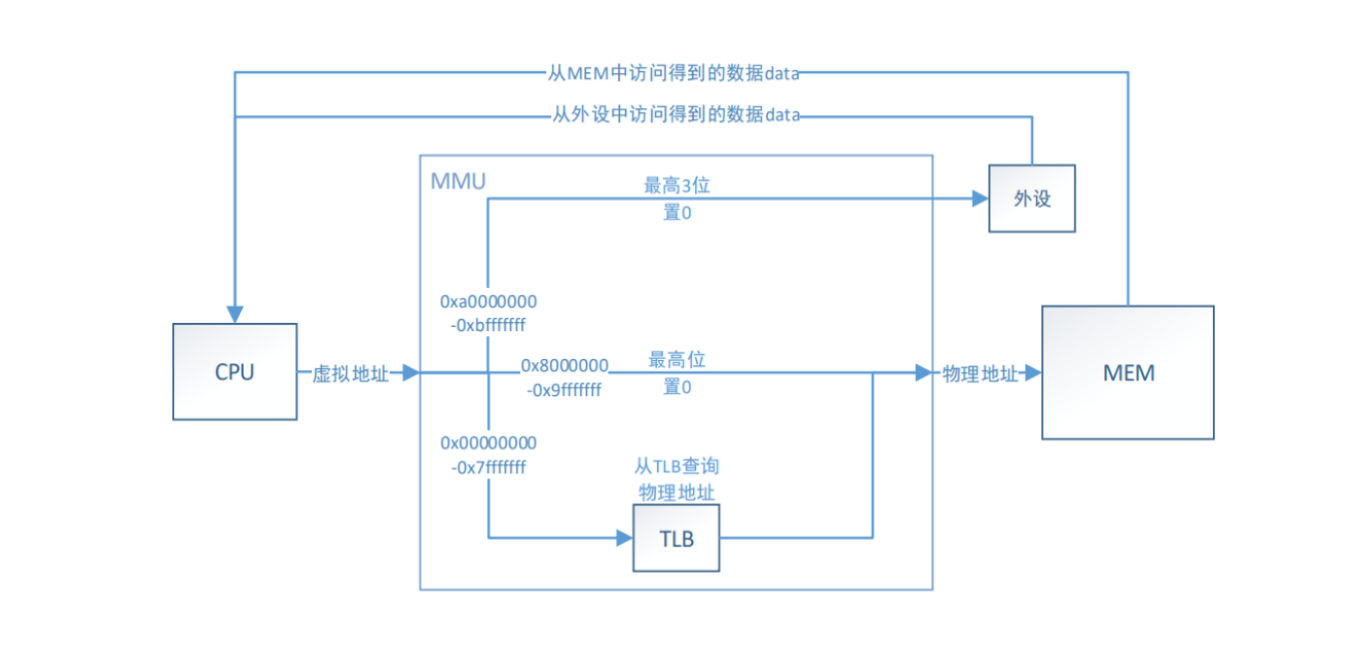 从MEM中访问得到的数据data
从外设中访问得到的数据data
MMU
最高3位
置0
外设
0xa0000000
-0xbfffffff
CPU
虚拟地址
0x8000000
-0x9fffffff
最高位
置0
物理地址
MEM
0x00000000
-0x7fffffff
从TLB查询
物理地址
TLB